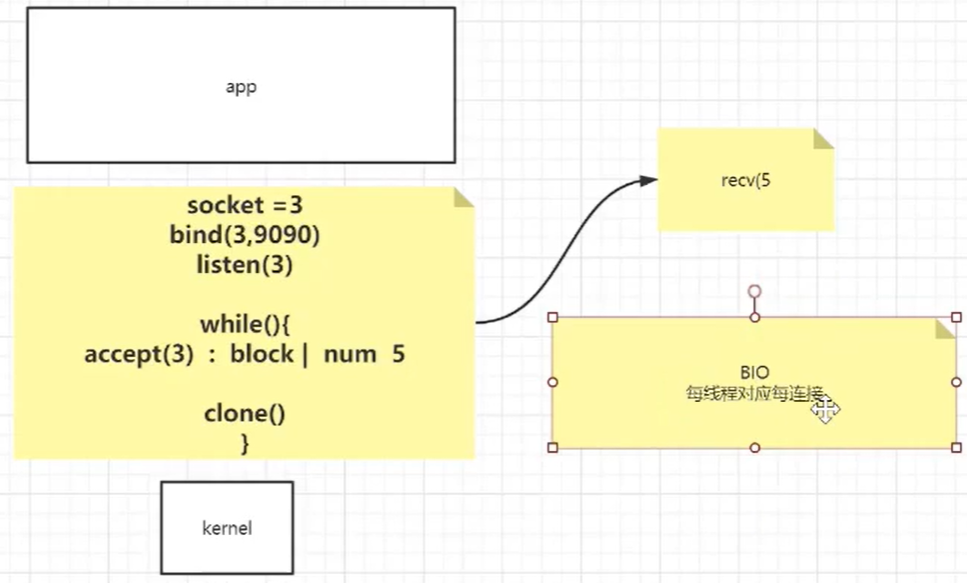 app
socket =3
bind(3,9090)
listen(3)
while(){
accept(3) : block | num 5
clone()
}
recv(5
BIO
每线程对应每连接
kernel